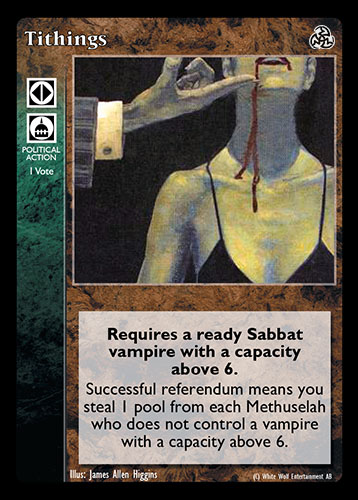 Tithings
POLITICAL
ACTION
1 Vote
Requires a ready Sabbat
vampire with a capacity
above 6.
Successful referendum means you
steal 1 pool from each Methuselah
who does not control a vampire
with a capacity above 6.
Illus: James Allen Higgins
(C) White Wolf Entertainment AB